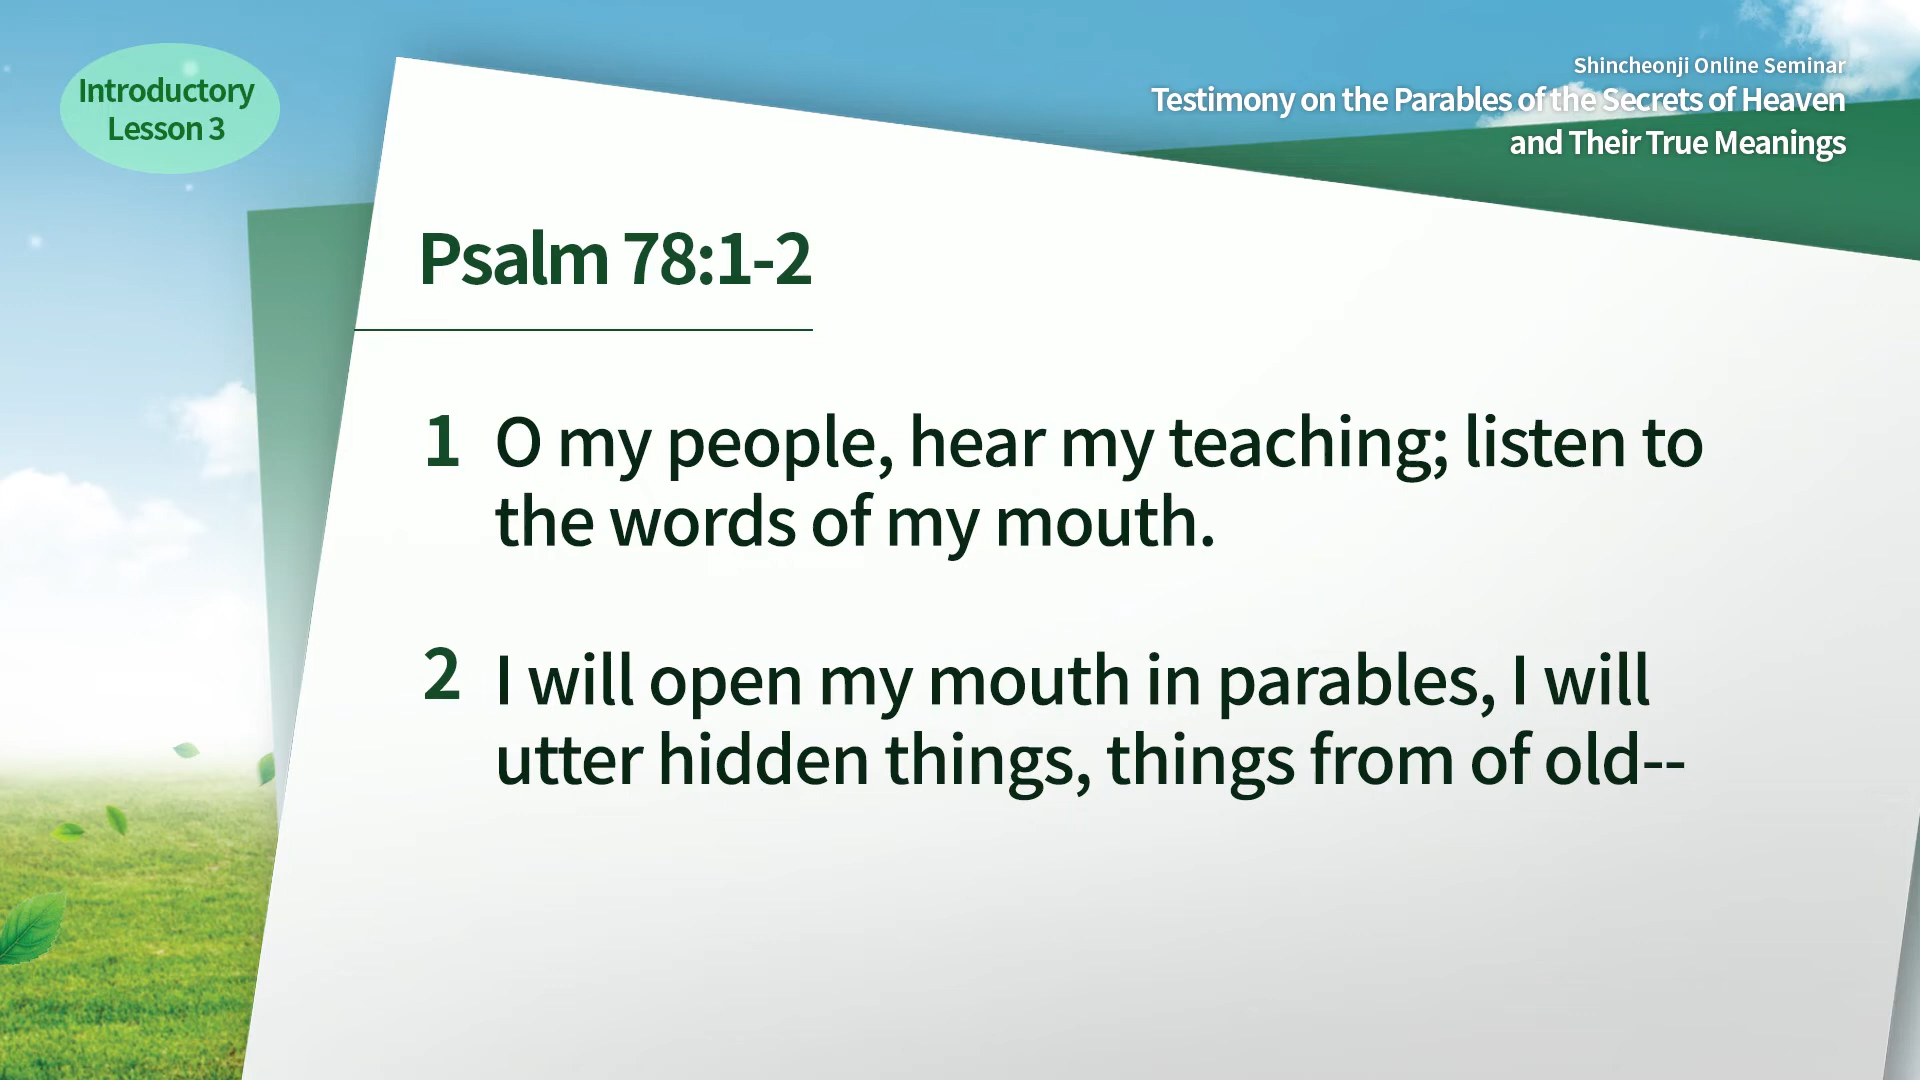 Introductory
Lesson 3
Shincheonji Online Seminar
Testimony on the Parables of the Secrets of Heaven
and Their True Meanings
Psalm 78:1-2
1 O my people, hear my teaching; listen to
the words of my mouth.
2 I will open my mouth in parables, I will
utter hidden things, things from of old--